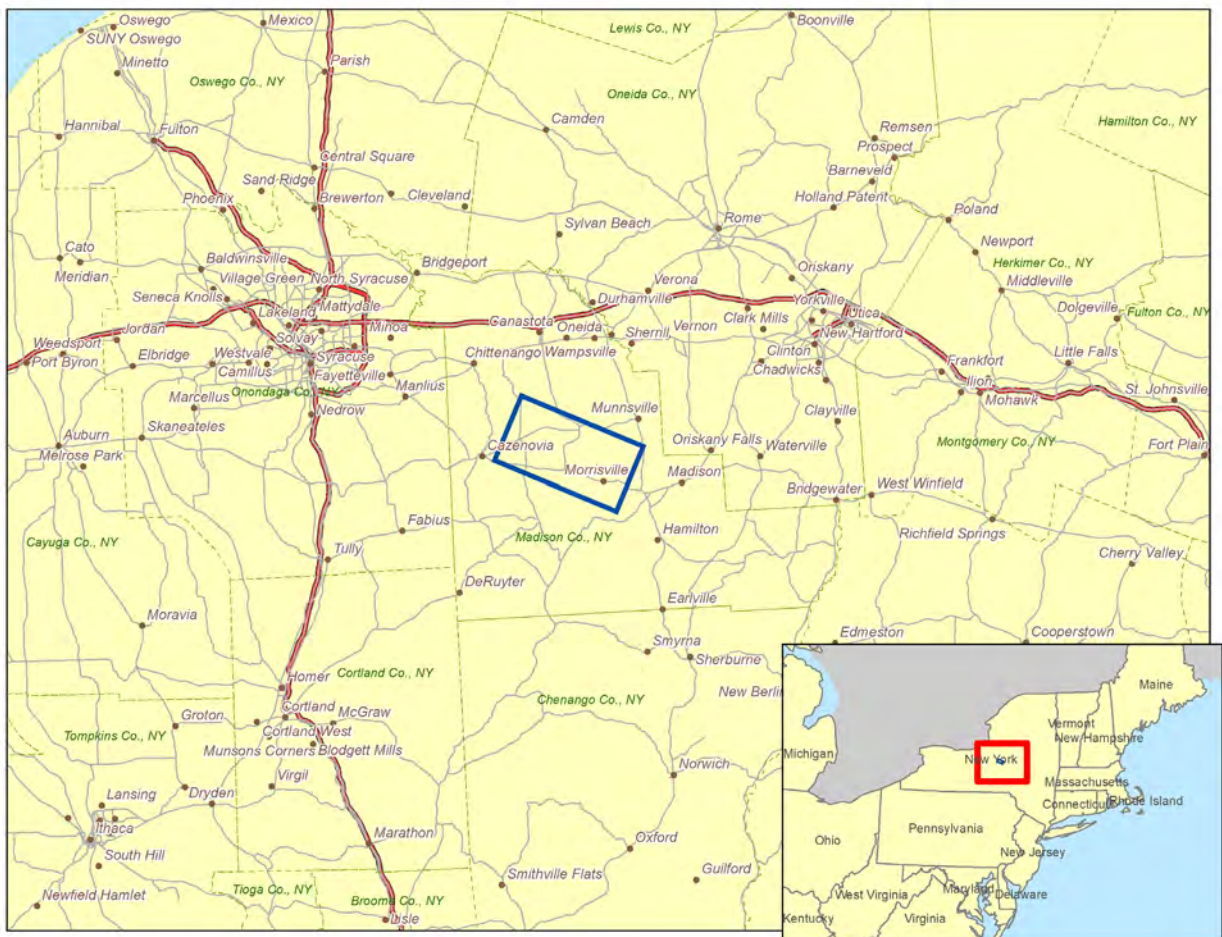 Oswego
Mexico
Boonville
SUNY Oswego
Lewis Co., NY
Minetto
Parish
Oswego Co., NY
Oneida Co., NY
Hannibal
Fulton
Camden
Remsen
Hamilton Co., NY
Prospect
Central Square
Barneveld
Sand Ridge
Cleveland
Phoenix
Brewerton
Holland Patent
Sylvan Beach
Rome
Poland
Cato
Newport
Baldwinsville
Meridian
Bridgeport
Herkimer Co., NY
Village Green
North Syracuse
Verona
Oriskany
Middleville
Seneca Knolls
Mattydale
Durhamville
Yorkville
Dolgeville
Lakeland
Clark Mills
Utica
Fulton Co., NY
Jordan
Minoa
Canastota
Oneida
Vernon
New Hartford
Weedsport
Solvay
Sherrill
Clinton
Port Byron
Elbridge
Westvale
Syracuse
Chittenango
Wampsville
Chadwicks
Frankfort
Little Falls
Camillus
Fayetteville
Manlius
Ilion
Onondaga Co., NY
Marcellus
Nedrow
Munnsville
Clayville
Mohawk
St. Johnsville
Auburn
Skaneateles
Cazenovia
Oriskany Falls
Waterville
Montgomery Co., NY
Fort Plain
Melrose Park
Morrisville
Madison
Bridgewater
West Winfield
Fabius
Richfield Springs
Cayuga Co., NY
Tully
Madison Co., NY
Hamilton
Cherry Valley
DeRuyter
Moravia
Earlville
Smyrna
Edmeston
Cooperstown
Sherburne
Homer
Cortland Co., NY
Chenango Co., NY
New Berlin
Cortland
Groton
McGraw
Tompkins Co., NY
Cortland West
Munsons Corners
Blodgett Mills
Virgil
Norwich
Lansing
Dryden
Ithaca
Marathon
Oxford
South Hill
Guilford
Smithville Flats
Newfield Hamlet
Tioga Co., NY
Broome Co., NY
Lisle
Maine
Vermont
New Hampshire
Michigan
New York
Massachusetts
Connecticut
Rhode Island
Ohio
Pennsylvania
New Jersey
West Virginia
Maryland
Delaware
Kentucky
Virginia